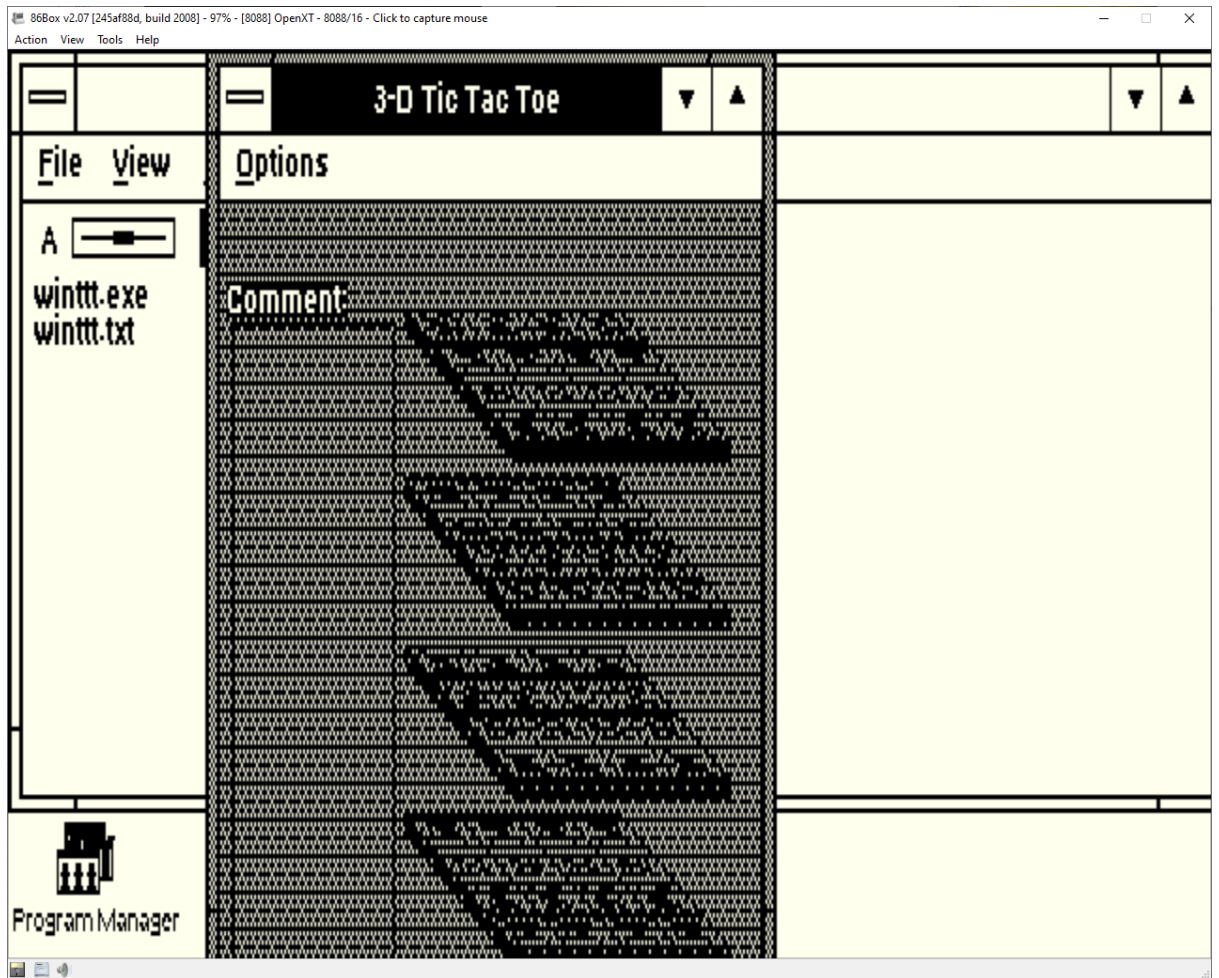 86Box v2.07 [245af88d, build 2008] - 97% - [8088] OpenXT - 8088/16 - Click to capture mouse
Action View Tools Help
3-D Tic Tac Toe
File View
Options
A
winttt.exe
winttt.txt
Comment:
Program Manager